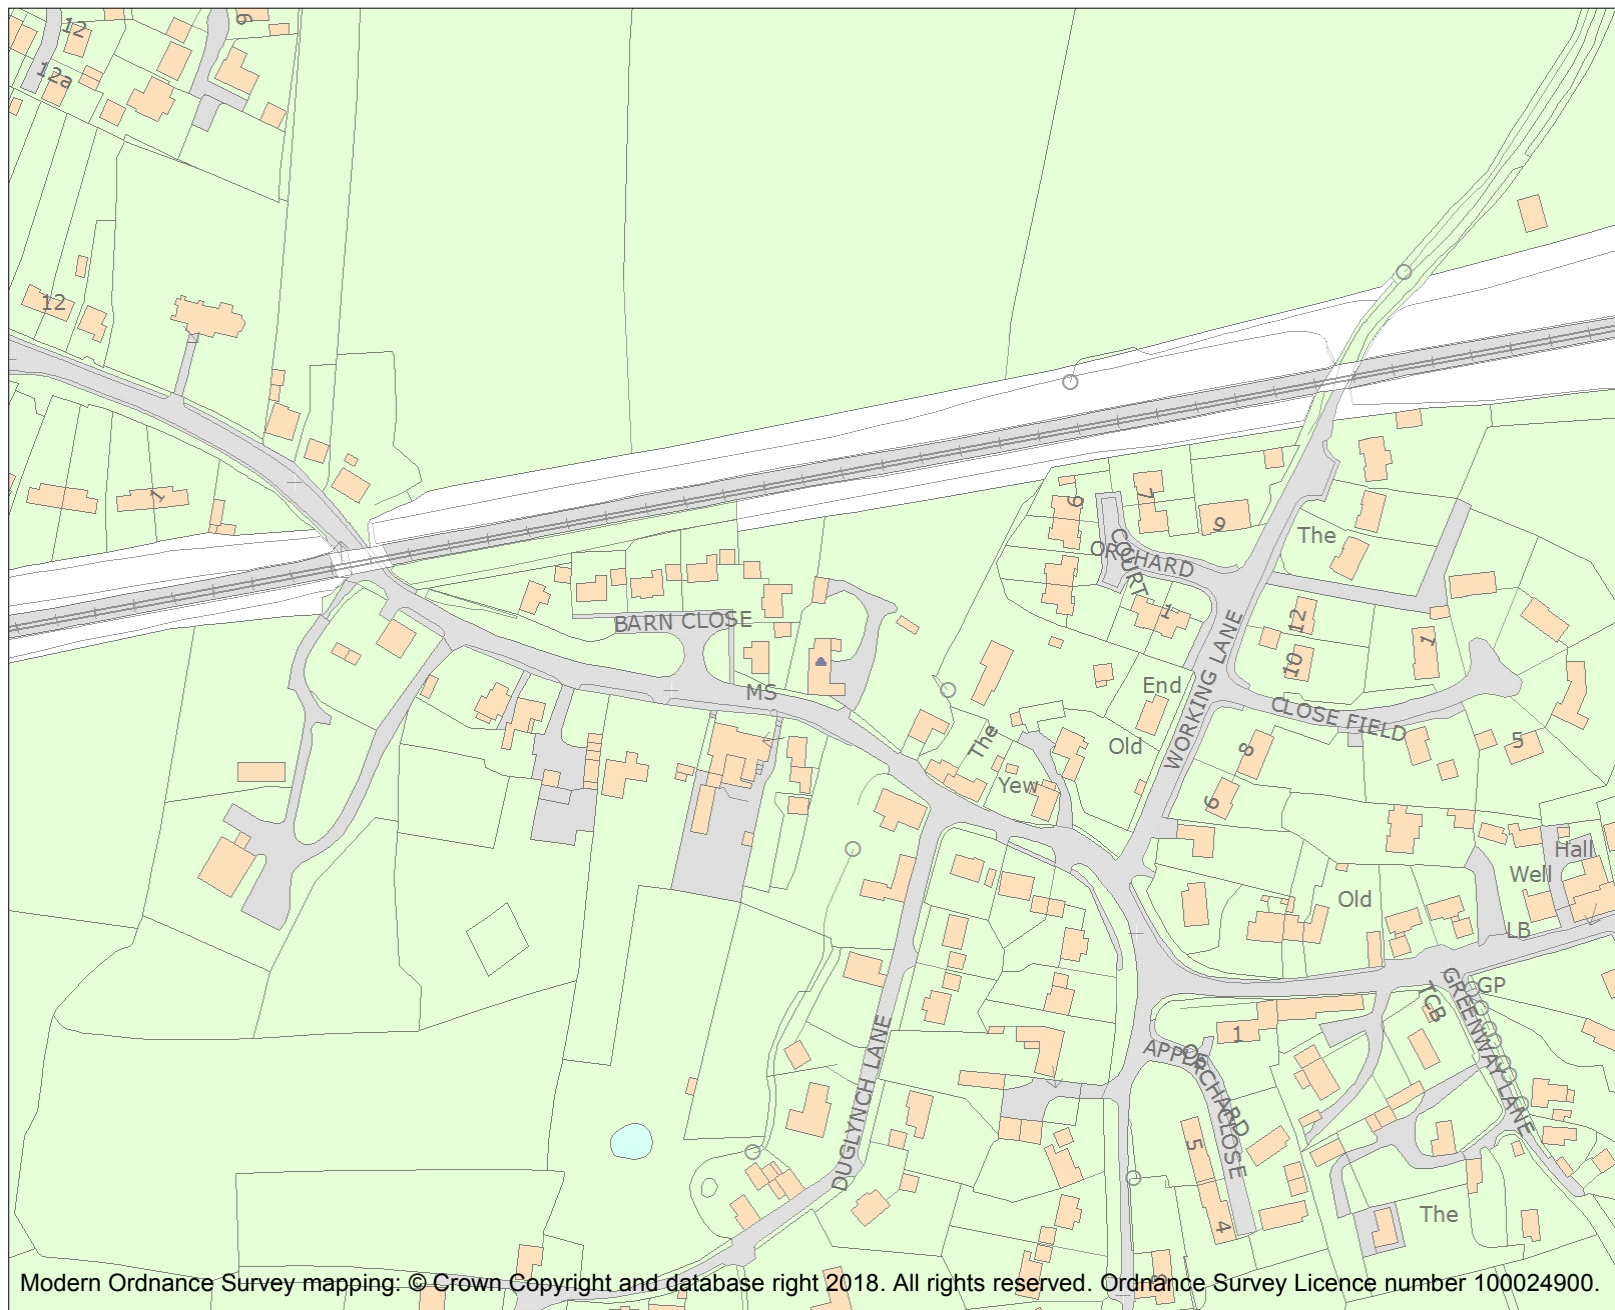 12
6
12a
12
1
6
7
9
ORCHARD
COURT
The
BARN CLOSE
1
12
1
10
MS
End
WORKING LANE
CLOSE FIELD
The
Old
8
5
Yew
6
Hall
Well
Old
LB
GP
TCB
GREENWAY LANE
1
APPLE
ORCHARD
CLOSE
DUGLYNCH LANE
5
4
The
Modern Ordnance Survey mapping: © Crown Copyright and database right 2018. All rights reserved. Ordnance Survey Licence number 100024900.